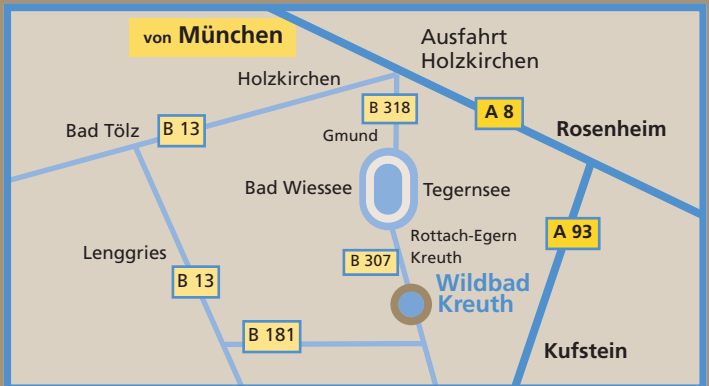 von München
Ausfahrt
Holzkirchen
Holzkirchen
B 318
A 8
Bad Tölz
B 13
Gmund
Rosenheim
Bad Wiessee
Tegernsee
Rottach-Egern
Kreuth
A 93
Lenggries
B 307
B 13
Wildbad
Kreuth
B 181
Kufstein